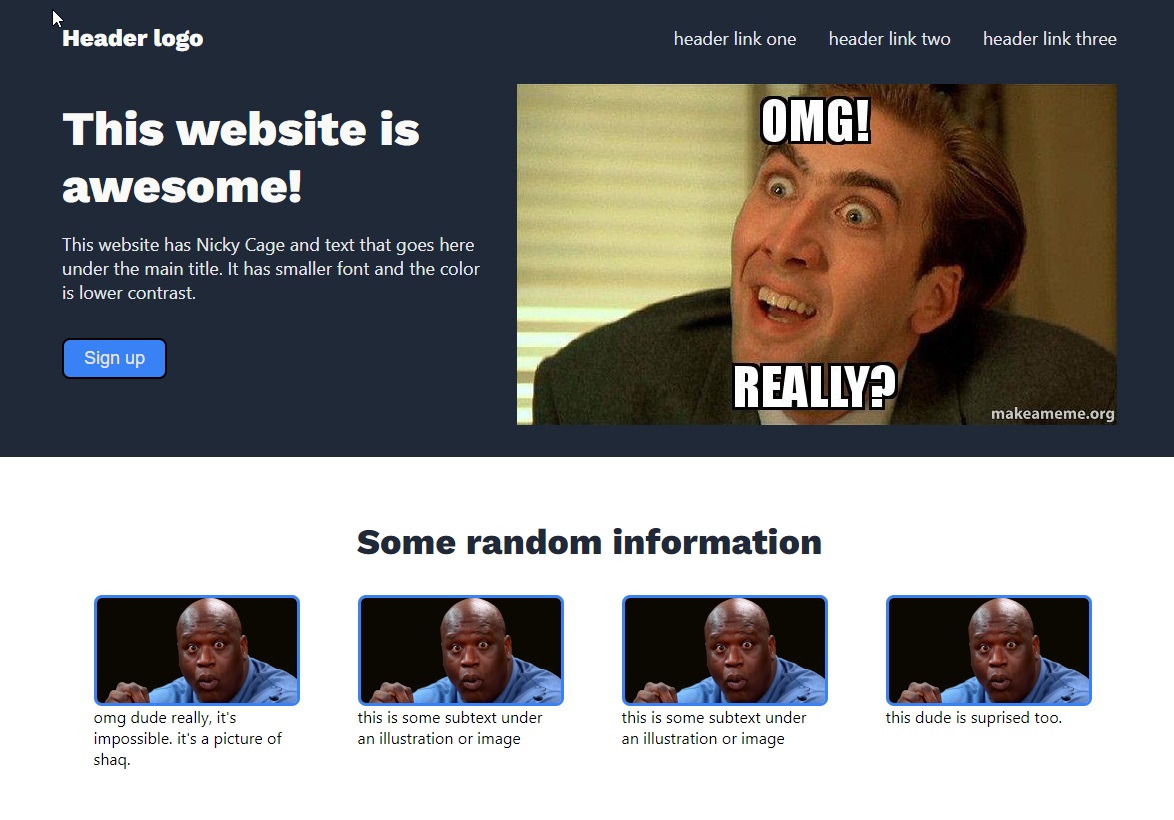 Header logo
header link one
header link two
header link three
This website is
awesome!
This website has Nicky Cage and text that goes here
under the main title. It has smaller font and the color
is lower contrast.
Sign up
OMG!
REALLY?
makeameme.org
Some random information
omg dude really, it's
impossible. it's a picture of
shaq.
this is some subtext under
an illustration or image
this is some subtext under
an illustration or image
this dude is suprised too.